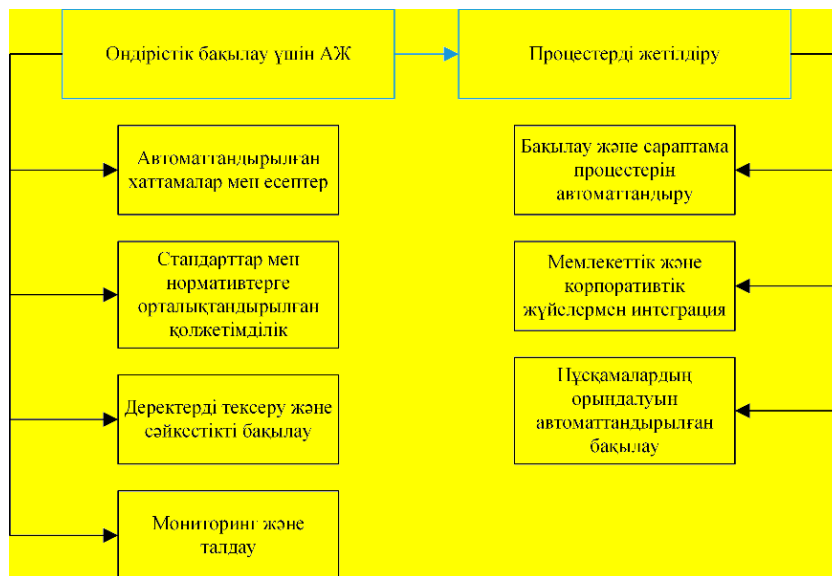 Өндірістік бақылау үшін АЖ
Процестерді жетілдіру
Автоматтандырылған
хаттамалар мен есептер
Стандарттар мен
нормативтерге
орталықтандырылған
қолжетімділік
Деректерді тексеру және
сәйкестікті бақылау
Мониторинг және
талдау
Бақылау және сараптама
процестерін
автоматтандыру
Мемлекеттік және
корпоративтік
жүйелермен интеграция
Нұсқамалардың
орындалуын
автоматтандырылған
бақылау